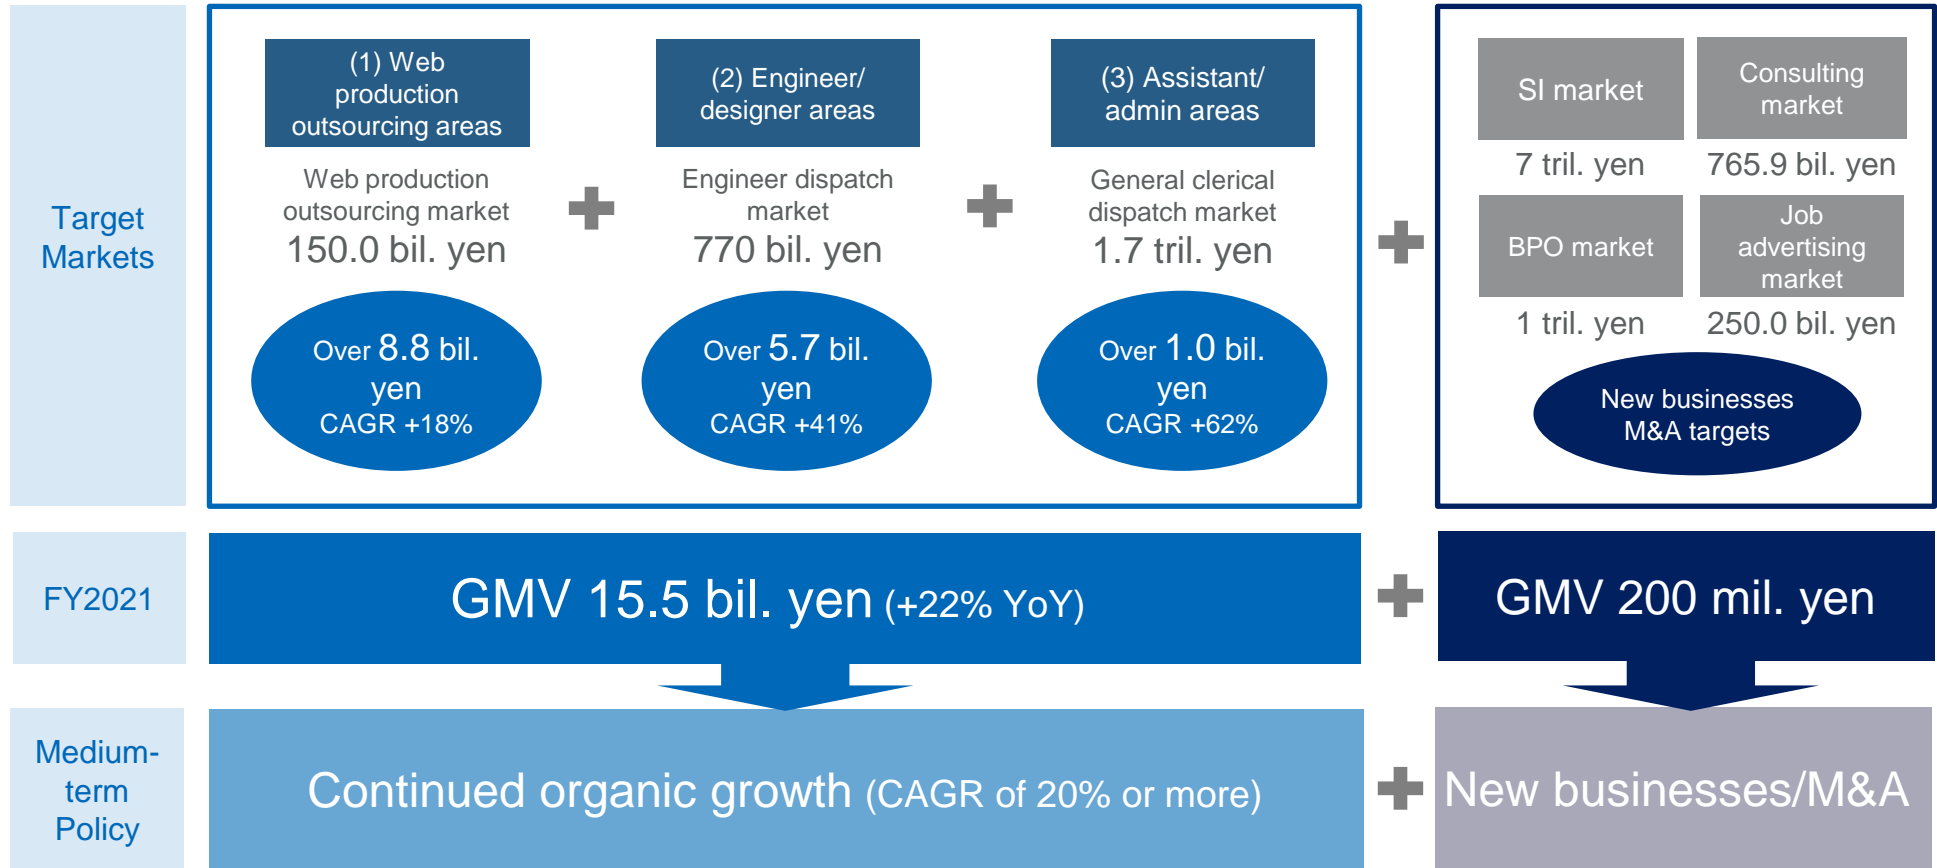 Target
Markets
(1) Web
production
outsourcing areas
Web production
outsourcing market
150.0 bil. yen
Over 8.8 bil.
yen
CAGR +18%
(2) Engineer/
designer areas
Engineer dispatch
market
770 bil. yen
Over 5.7 bil.
yen
CAGR +41%
(3) Assistant/
admin areas
General clerical
dispatch market
1.7 tril. yen
Over 1.0 bil.
yen
CAGR +62%
SI market
7 tril. yen
Consulting
market
765.9 bil. yen
BPO market
1 tril. yen
Job
advertising
market
250.0 bil. yen
New businesses
M&A targets
FY2021
GMV 15.5 bil. yen (+22% YoY)
GMV 200 mil. yen
Medium-
term
Policy
Continued organic growth (CAGR of 20% or more)
New businesses/M&A